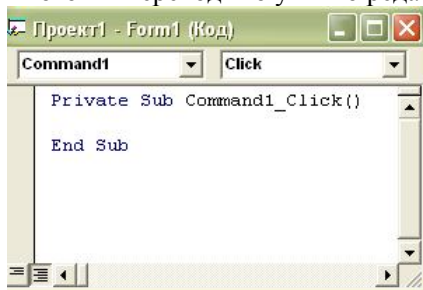 Проект1 - Form1 (Код)
Command1 Click
Private Sub Command1_Click()
End Sub